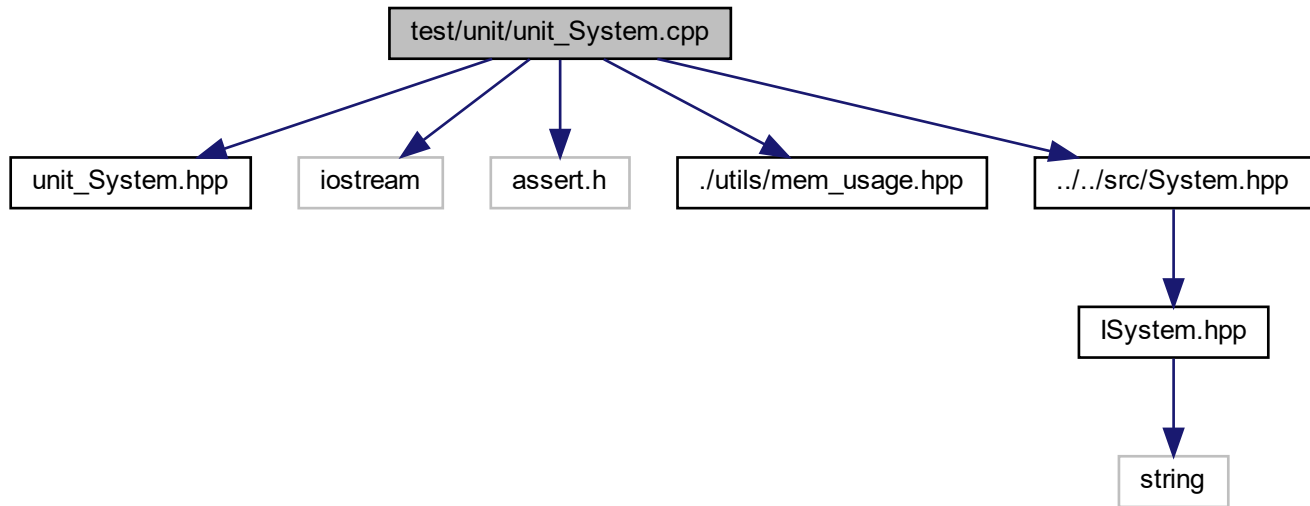 test/unit/unit_System.cpp
unit_System.hpp
iostream
assert.h
./utils/mem_usage.hpp
../../src/System.hpp
ISystem.hpp
string